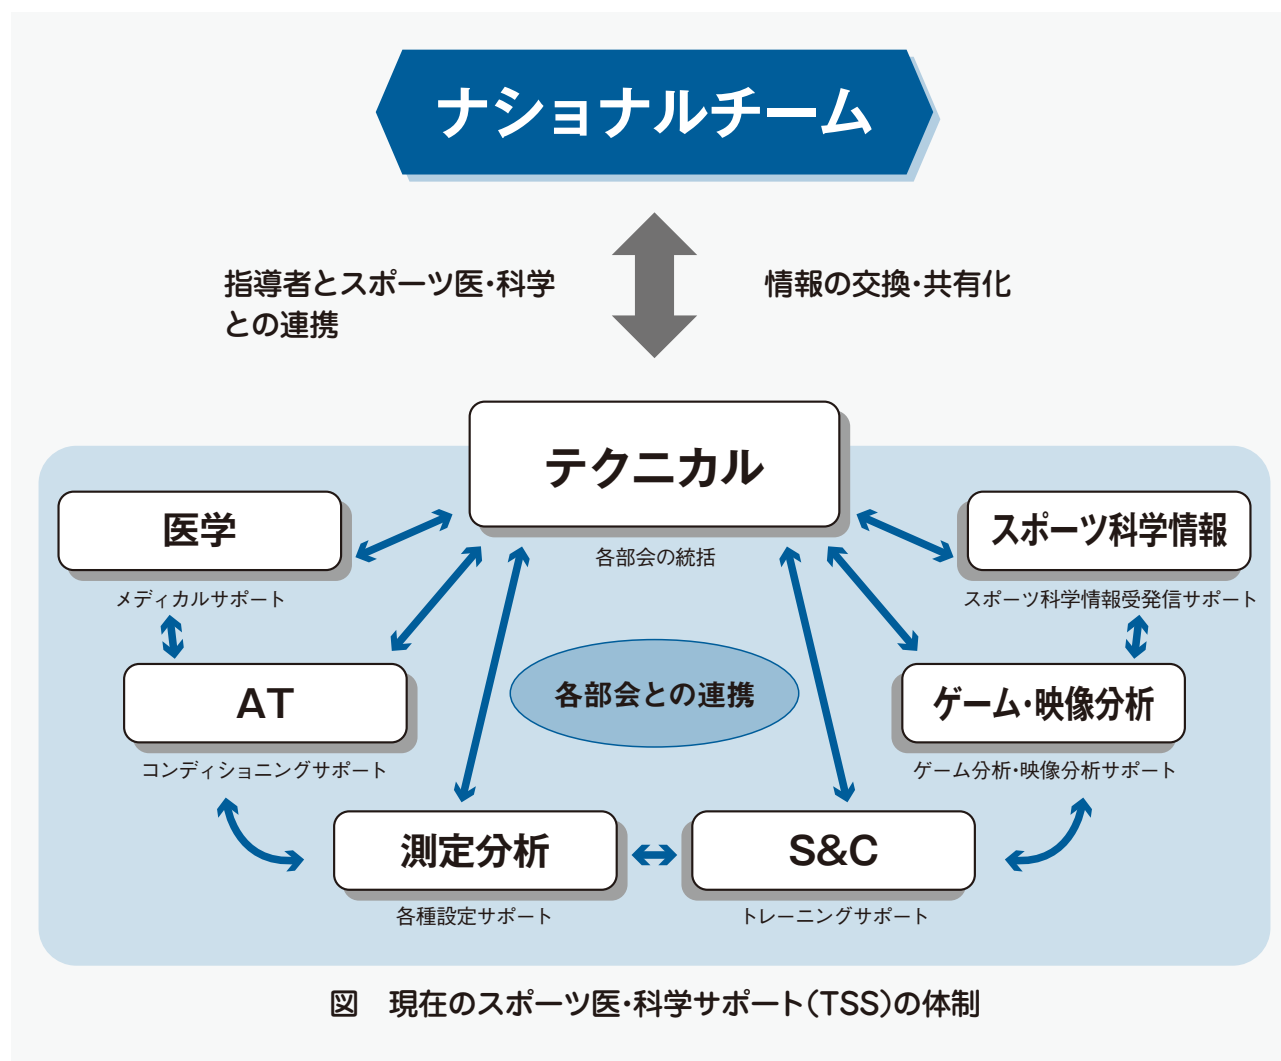 ナショナルチーム
指導者とスポーツ医・科学
との連携
情報の交換・共有化
テクニカル
各部会の統括
医学
メディカルサポート
スポーツ科学情報
スポーツ科学情報受発信サポート
AT
コンディショニングサポート
各部会との連携
ゲーム・映像分析
ゲーム分析・映像分析サポート
測定分析
各種設定サポート
S&C
トレーニングサポート
図　現在のスポーツ医・科学サポート(TSS)の体制